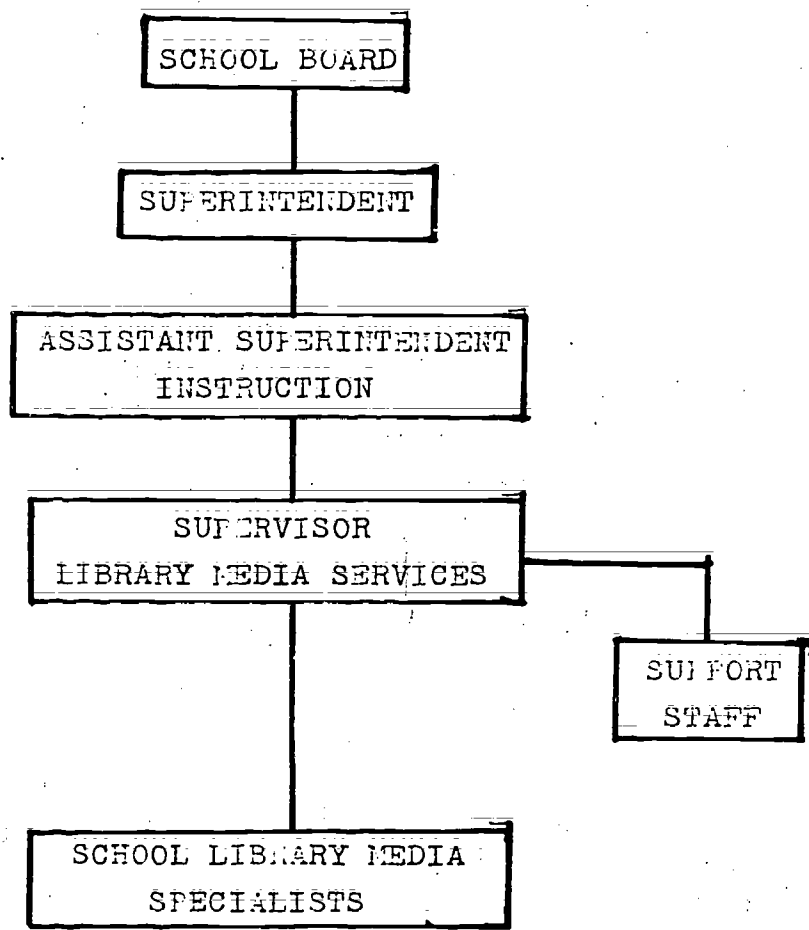 SCHOOL BOARD
SUPERINTENDENT
ASSISTANT SUPERINTENDENT
INSTRUCTION
SUPERVISOR
LIBRARY MEDIA SERVICES
SUPPORT
STAFF
SCHOOL LIBRARY MEDIA
SPECIALISTS